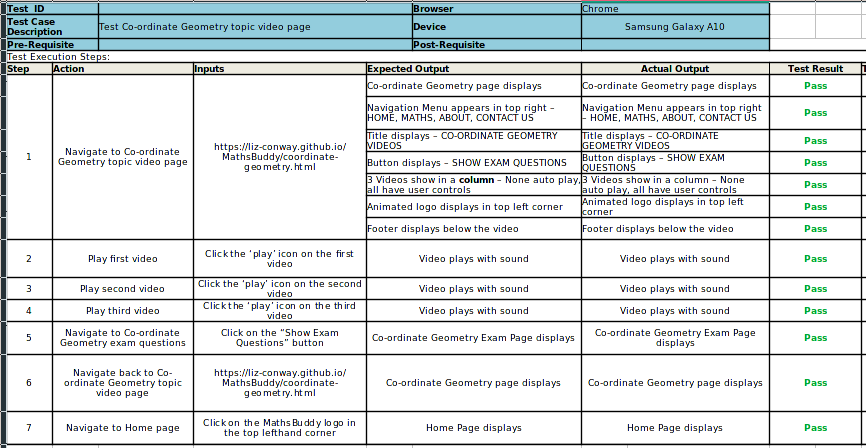 Test ID Browser Chrome
Test Case
Description Test Co-ordinate Geometry topic video page Device Samsung Galaxy A10
Pre-Requisite Post-Requisite
Test Execution Steps:
Step Action Inputs Expected Output Actual Output Test Result
1
Navigate to Co-ordinate
Geometry topic video page
https://liz-conway.github.io/
MathsBuddy/coordinate-
geometry.html
Co-ordinate Geometry page displays Co-ordinate Geometry page displays Pass
Navigation Menu appears in top right –
HOME, MATHS, ABOUT, CONTACT US
Navigation Menu appears in top right
– HOME, MATHS, ABOUT, CONTACT US
Pass
Title displays – CO-ORDINATE GEOMETRY
VIDEOS
Title displays – CO-ORDINATE
GEOMETRY VIDEOS
Pass
Button displays – SHOW EXAM QUESTIONS
Button displays – SHOW EXAM
QUESTIONS
Pass
3 Videos show in a column – None auto play,
all have user controls
3 Videos show in a column – None
auto play, all have user controls
Pass
Animated logo displays in top left corner
Animated logo displays in top left
corner
Pass
Footer displays below the video Footer displays below the video Pass
2 Play first video
Click the ‘play’ icon on the first
video
Video plays with sound Video plays with sound Pass
3 Play second video
Click the ‘play’ icon on the second
video
Video plays with sound Video plays with sound Pass
4 Play third video
Click the ‘play’ icon on the third
video
Video plays with sound Video plays with sound Pass
5
Navigate to Co-ordinate
Geometry exam questions
Click on the “Show Exam
Questions” button
Co-ordinate Geometry Exam Page displays
Co-ordinate Geometry Exam Page
displays
Pass
6
Navigate back to Co-
ordinate Geometry topic
video page
https://liz-conway.github.io/
MathsBuddy/coordinate-
geometry.html
Co-ordinate Geometry page displays Co-ordinate Geometry page displays Pass
7 Navigate to Home page
Click on the MathsBuddy logo in
the top lefthand corner
Home Page displays Home Page displays Pass